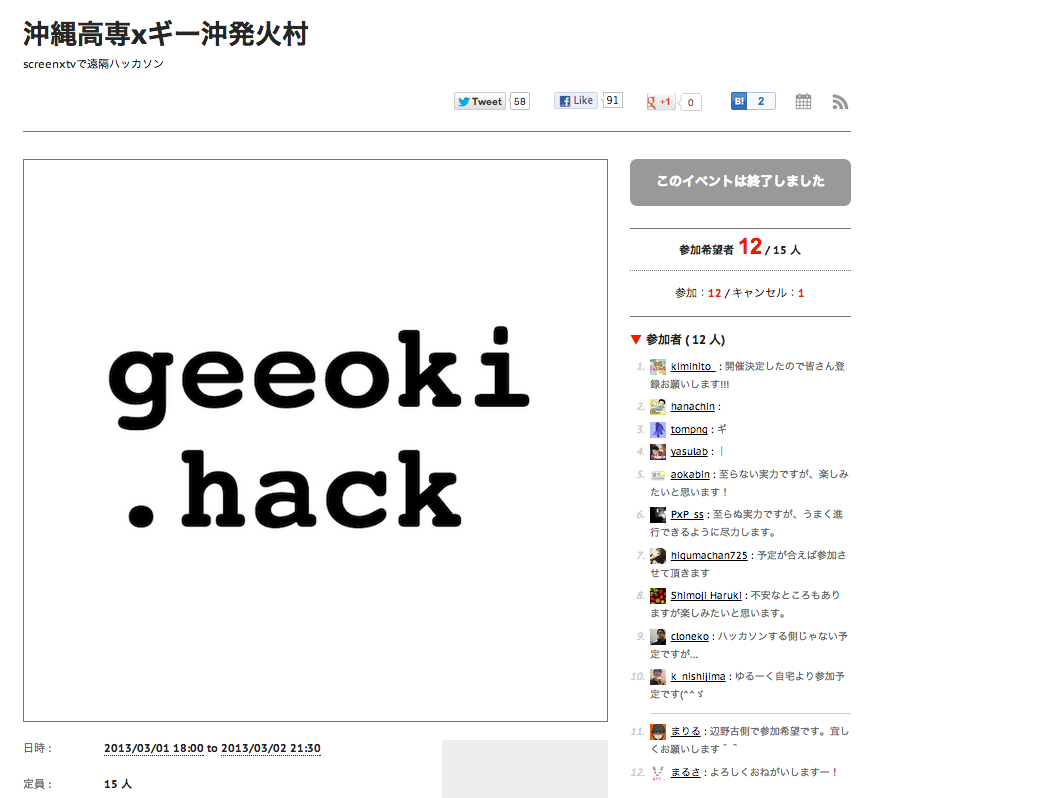 沖縄高専xギー沖発火村
screenxtvで遠隔ハッカソン
Tweet 58 Like 91 +1 0 B! 2
このイベントは終了しました
geeoki
.hack
参加希望者 12 / 15 人
参加：12 / キャンセル：1
▼ 参加者 ( 12 人)
1. kimihito_ : 開催決定したので皆さん登
録お願いします!!!
2. hanachin :
3. tompng : ギ
4. yasulab : |
5. aokabin : 至らない実力ですが、楽しみ
たいと思います！
6. PxP_ss : 至らぬ実力ですが、うまく進
行できるように尽力します。
7. higumachan725 : 予定が合えば参加さ
せて頂きます
8. Shimoji Haruki : 不安なところもあり
ますが楽しみたいと思います。
9. cloneko : ハッカソンする側じゃない予
定ですが...
10. k_nishijima : ゆるーく自宅より参加予
定です(^^ゞ
11. まりる : 辺野古側で参加希望です。宜し
くお願いします＾＾
12. まるさ : よろしくおねがいしますー！
日時： 2013/03/01 18:00 to 2013/03/02 21:30
定員： 15 人